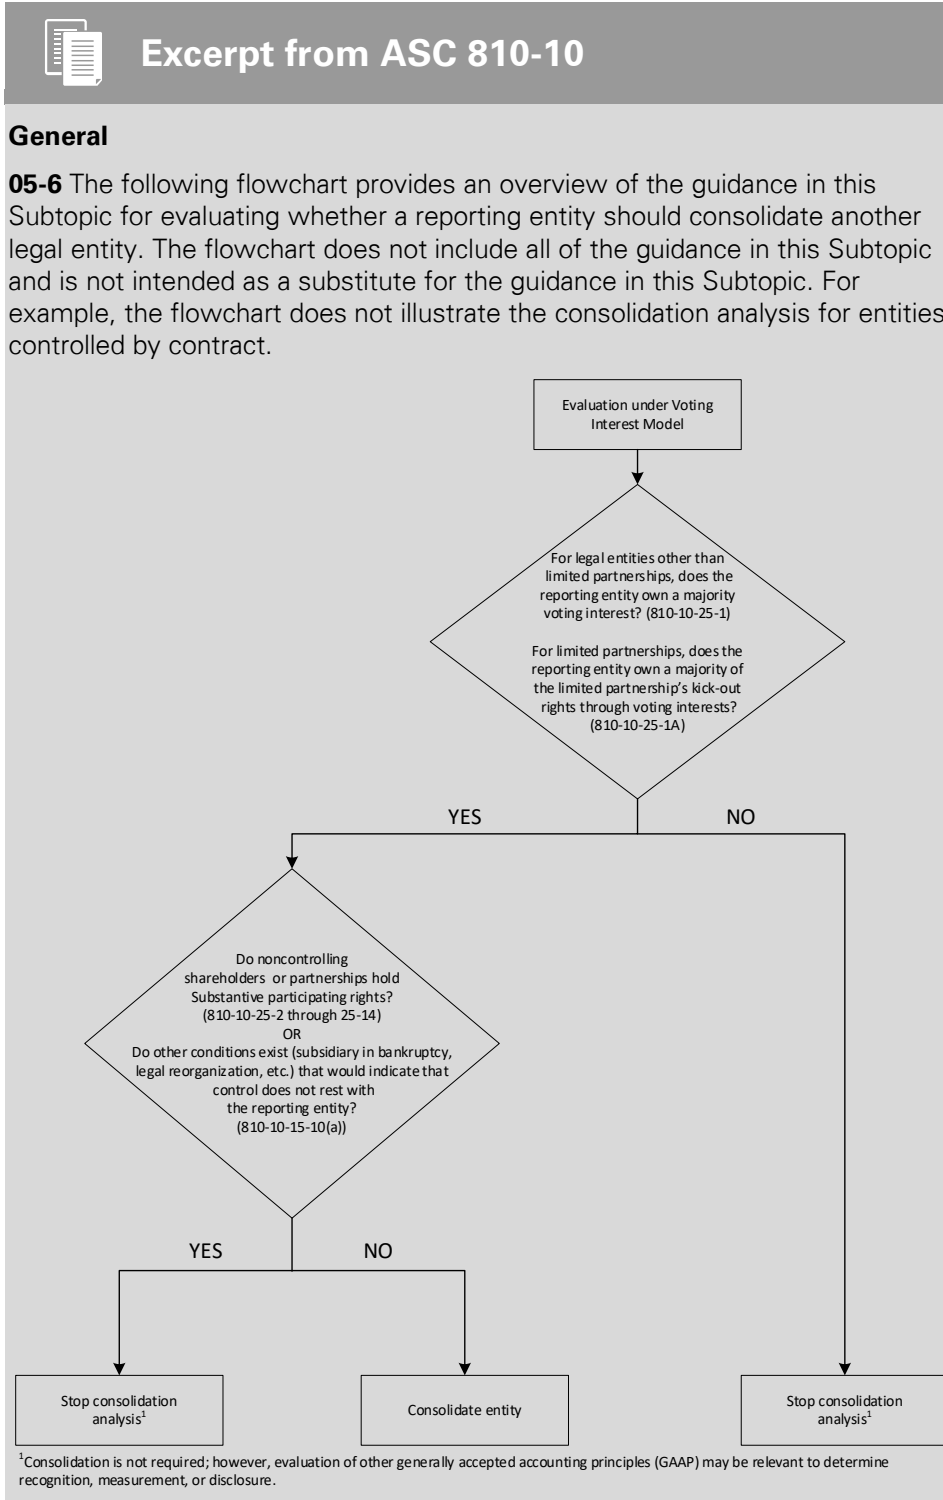 Excerpt from ASC 810-10
General
05-6 The following flowchart provides an overview of the guidance in this
Subtopic for evaluating whether a reporting entity should consolidate another
legal entity. The flowchart does not include all of the guidance in this Subtopic
and is not intended as a substitute for the guidance in this Subtopic. For
example, the flowchart does not illustrate the consolidation analysis for entities
controlled by contract.
Evaluation under Voting
Interest Model
For legal entities other than
limited partnerships, does the
reporting entity own a majority
voting interest? (810-10-25-1)
For limited partnerships, does the
reporting entity own a majority of
the limited partnership's kick-out
rights through voting interests?
(810-10-25-1A)
YES
NO
Do noncontrolling
shareholders or partnerships hold
Substantive participating rights?
(810-10-25-2 through 25-14)
OR
Do other conditions exist (subsidiary in bankruptcy,
legal reorganization, etc.) that would indicate that
control does not rest with
the reporting entity?
(810-10-15-10(a))
YES
NO
Stop consolidation
analysis¹
Consolidate entity
Stop consolidation
analysis¹
¹Consolidation is not required; however, evaluation of other generally accepted accounting principles (GAAP) may be relevant to determine
recognition, measurement, or disclosure.